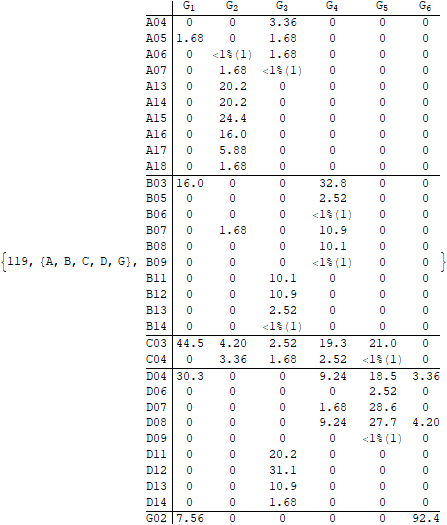 G1 G2 G3 G4 G5 G6
A04 0 0 3.36 0 0 0
A05 1.68 0 1.68 0 0 0
A06 0 <1%(1) 1.68 0 0 0
A07 0 1.68 <1%(1) 0 0 0
A13 0 20.2 0 0 0 0
A14 0 20.2 0 0 0 0
A15 0 24.4 0 0 0 0
A16 0 16.0 0 0 0 0
A17 0 5.88 0 0 0 0
A18 0 1.68 0 0 0 0
B03 16.0 0 0 32.8 0 0
B05 0 0 0 2.52 0 0
B06 0 0 0 <1%(1) 0 0
B07 0 1.68 0 10.9 0 0
B08 0 0 0 10.1 0 0
{119, {A, B, C, D, G}, B09 0 0 0 <1%(1) 0 0 }
B11 0 0 10.1 0 0 0
B12 0 0 10.9 0 0 0
B13 0 0 2.52 0 0 0
B14 0 0 <1%(1) 0 0 0
C03 44.5 4.20 2.52 19.3 21.0 0
C04 0 3.36 1.68 2.52 <1%(1) 0
D04 30.3 0 0 9.24 18.5 3.36
D06 0 0 0 0 2.52 0
D07 0 0 0 1.68 28.6 0
D08 0 0 0 9.24 27.7 4.20
D09 0 0 0 0 <1%(1) 0
D11 0 0 20.2 0 0 0
D12 0 0 31.1 0 0 0
D13 0 0 10.9 0 0 0
D14 0 0 1.68 0 0 0
G02 7.56 0 0 0 0 92.4